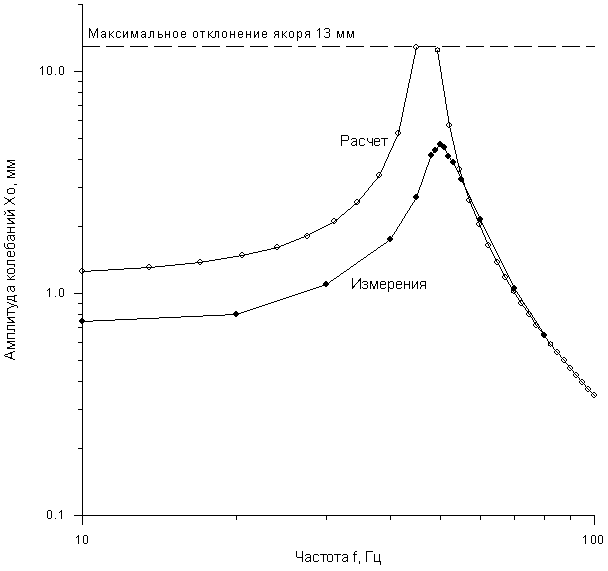 Максимальное отклонение якоря 13 мм
10.0
Расчет
Амплитуда колебаний Xo, мм
1.0
Измерения
0.1
10
100
Частота f, Гц